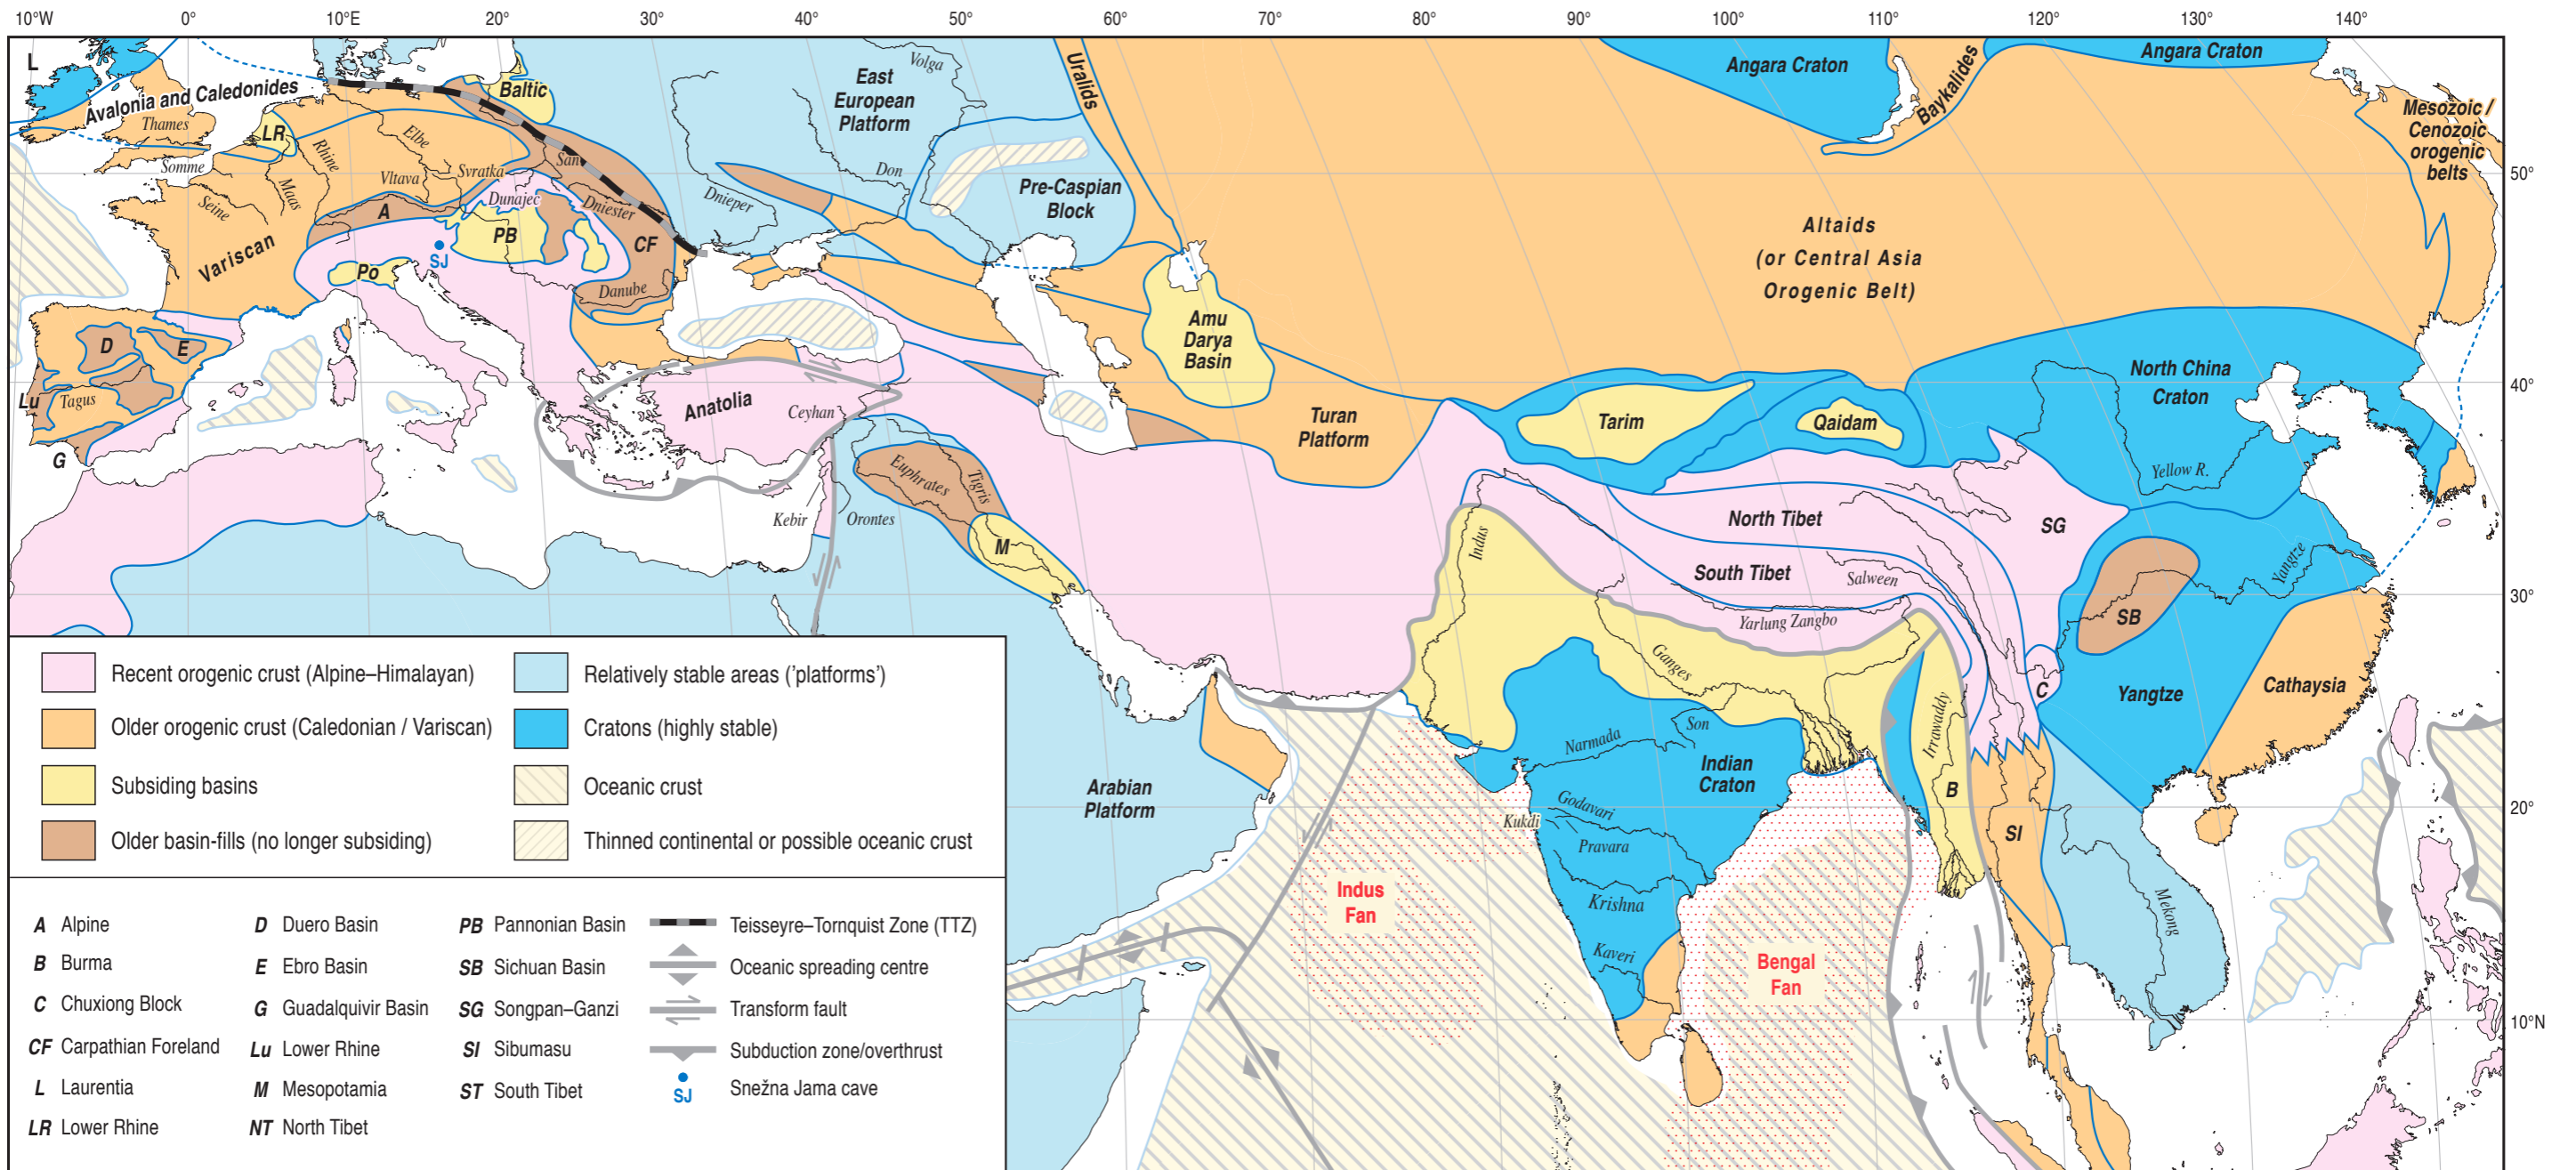 10°W 0° 10°E 20° 30° 40° 50° 60° 70° 80° 90° 100° 110° 120° 130° 140°
L
Avalonia and Caledonides
Thames
LR
Somme
Seine
Maas
Rhine
Elbe
Vltava
Svratka
San
Baltic
Dunajec
Dniester
A
PB
CF
Variscan
SJ
Po
Danube
D
E
Lu
Tagus
G
East
European
Platform
Volga
Don
Dnieper
Uralids
Pre-Caspian
Block
Angara Craton
Baykalides
Angara Craton
Mesozoic /
Cenozoic
orogenic
belts
50°
Altaids
(or Central Asia
Orogenic Belt)
Amu
Darya
Basin
Turan
Platform
Tarim
Qaidam
North China
Craton
40°
Yellow R.
Anatolia
Ceyhan
Euphrates
Tigris
Kebir
Orontes
M
North Tibet
SG
South Tibet
Salween
Yarlung Zangbo
Indus
Ganges
SB
Yangtze
30°
C
Yangtze
Cathaysia
Irrawaddy
B
SI
Mekong
Son
Narmada
Indian
Craton
Godavari
Kukdi
Pravara
Krishna
Kaveri
Arabian
Platform
Indus
Fan
Bengal
Fan
20°
10°N
Recent orogenic crust (Alpine–Himalayan)
Older orogenic crust (Caledonian / Variscan)
Subsiding basins
Older basin-fills (no longer subsiding)
Relatively stable areas ('platforms')
Cratons (highly stable)
Oceanic crust
Thinned continental or possible oceanic crust
A Alpine
B Burma
C Chuxiong Block
CF Carpathian Foreland
L Laurentia
LR Lower Rhine
D Duero Basin
E Ebro Basin
G Guadalquivir Basin
Lu Lower Rhine
M Mesopotamia
NT North Tibet
PB Pannonian Basin
SB Sichuan Basin
SG Songpan–Ganzi
SI Sibumasu
ST South Tibet
Teisseyre–Tornquist Zone (TTZ)
Oceanic spreading centre
Transform fault
Subduction zone/overthrust
SJ Snežna Jama cave